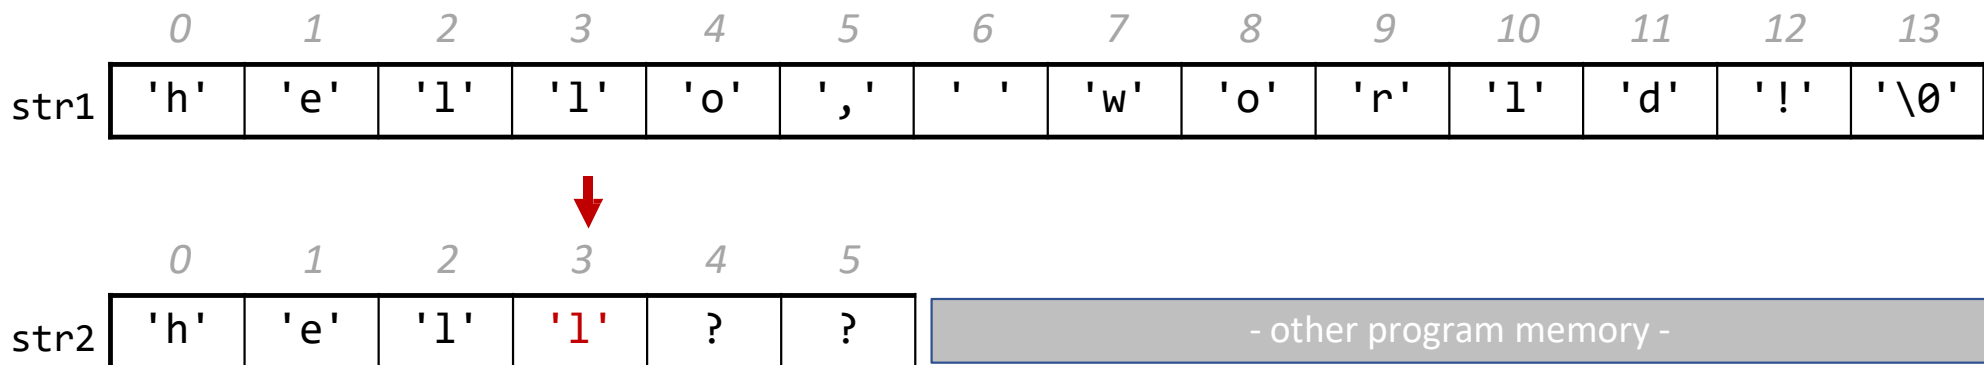 0 1 2 3 4 5 6 7 8 9 10 11 12 13
str1 'h' 'e' 'l' 'l' 'o' ',' ' ' 'w' 'o' 'r' 'l' 'd' '!' '\0'
0 1 2 3 4 5
str2 'h' 'e' 'l' 'l' ? ? - other program memory -